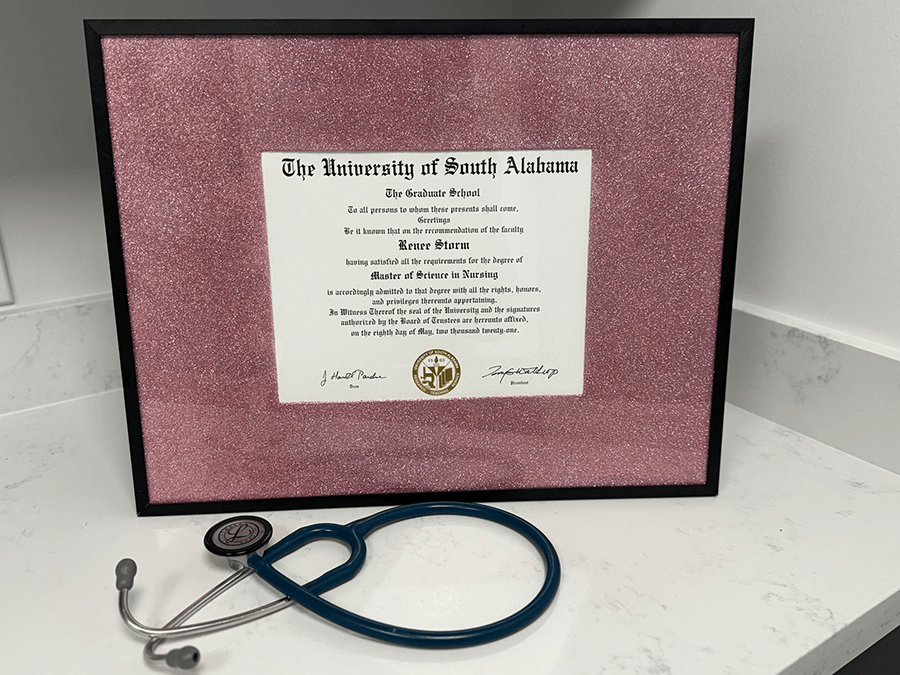 The University of South Alabama
The Graduate School
To all persons to whom these presents shall come,
Greetings
Be it known that on the recommendation of the faculty
Renee Storm
having satisfied all the requirements for the degree of
Master of Science in Nursing
is accordingly admitted to that degree with all the rights, honors,
and privileges thereunto appertaining.
In Witness Thereof the seal of the University and the signatures
authorized by the Board of Trustees are hereunto affixed,
on the eighth day of May, two thousand twenty-one.
1963
Dean
President